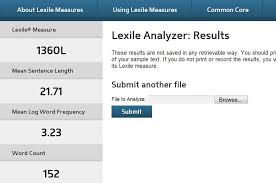 About Lexile Measures
Using Lexile Measures
Common Core
Lexile® Measure
1360L
Mean Sentence Length
21.71
Mean Log Word Frequency
3.23
Word Count
152
Lexile Analyzer: Results
These results are not saved in any retrievable way. You should pri
of your sample text. If you do not print or record the results, you w
its Lexile measure.
Submit another file
File to Analyze:
Browse...
Submit